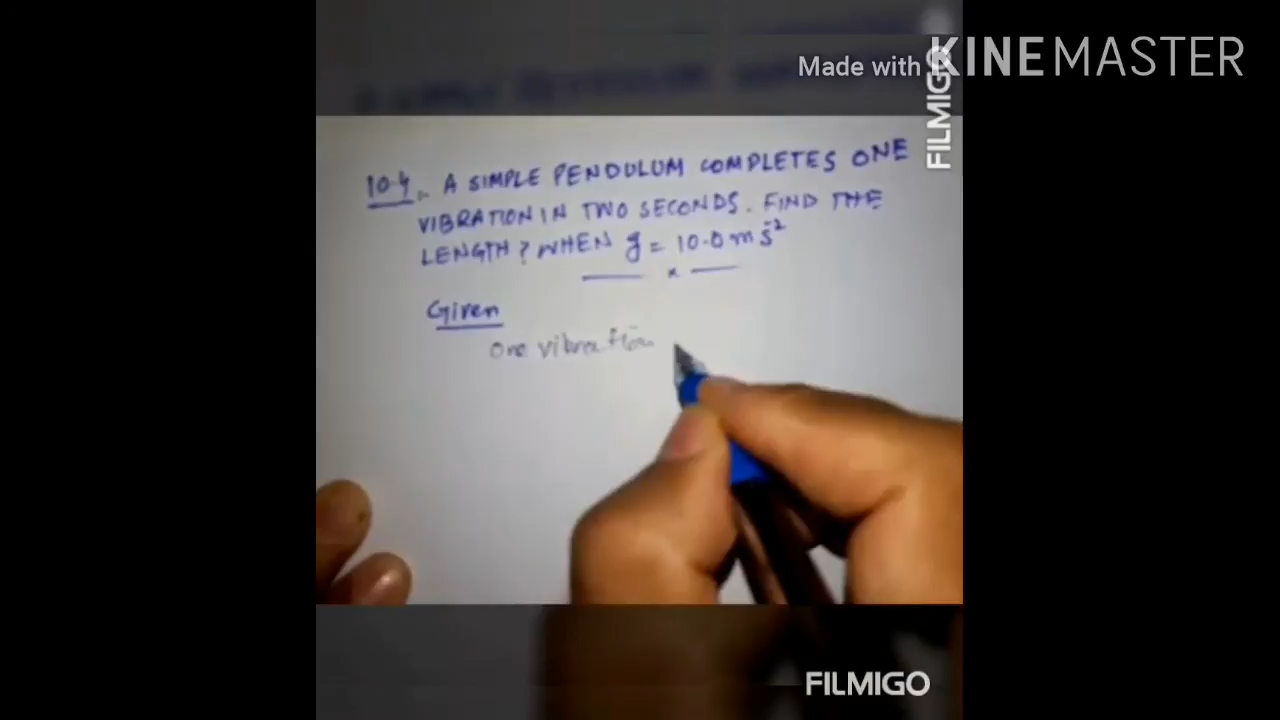 Made with KINEMASTER
FILMIGO
10.4. A SIMPLE PENDULUM COMPLETES ONE
VIBRATION IN TWO SECONDS. FIND THE
LENGTH? WHEN g = 10.0 m s⁻²
Given
One vibration
FILMIGO